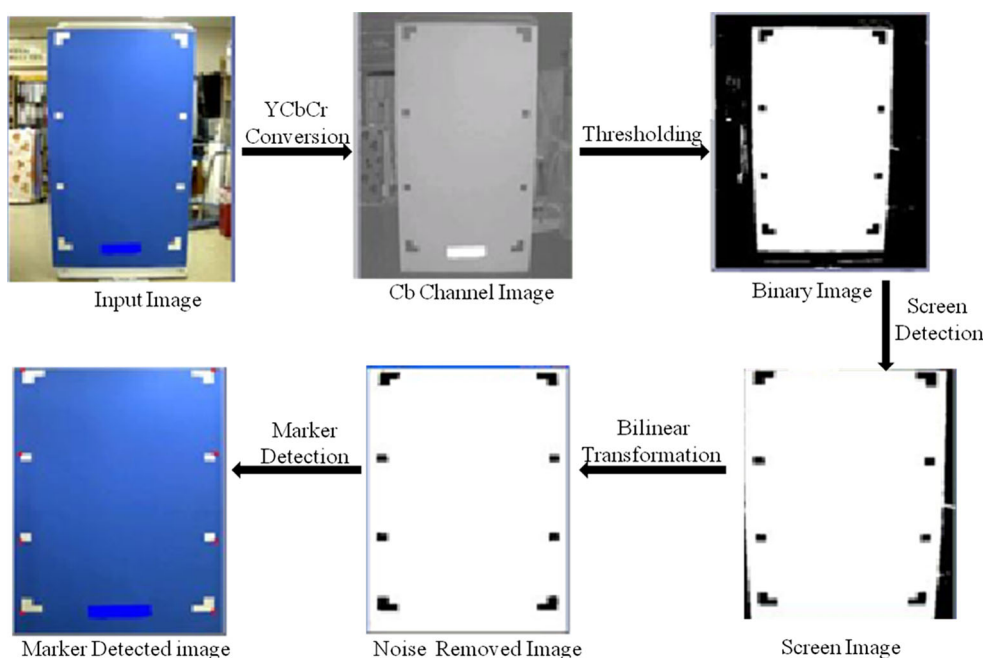 YCbCr
Conversion
Thresholding
Input Image
Cb Channel Image
Binary Image
Screen
Detection
Bilinear
Transformation
Marker
Detection
Marker Detected image
Noise Removed Image
Screen Image